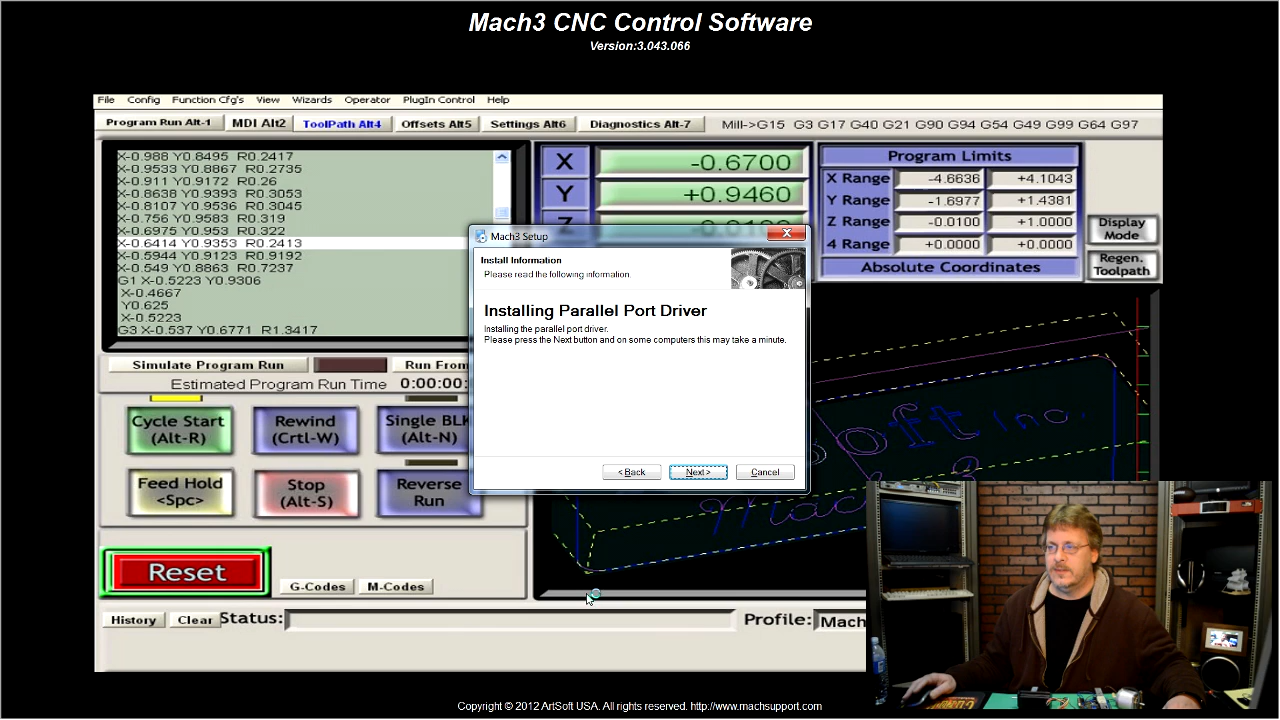 Mach3 CNC Control Software
Version:3.043.066
File Config Function Cfg's View Wizards Operator PlugIn Control Help
Program Run Alt-1 MDI Alt2 ToolPath Alt4 Offsets Alt5 Settings Alt6 Diagnostics Alt-7 Mill->G15 G3 G17 G40 G21 G90 G94 G54 G49 G99 G64 G97
X-0.988 Y0.8495 R0.2417
X-0.9533 Y0.8867 R0.2735
X-0.911 Y0.9172 R0.26
X-0.8638 Y0.9393 R0.3053
X-0.8107 Y0.9536 R0.3045
X-0.756 Y0.9583 R0.319
X-0.6975 Y0.953 R0.322
X-0.6414 Y0.9353 R0.2413
X-0.5944 Y0.9123 R0.9192
X-0.549 Y0.8863 R0.7237
G1 X-0.5223 Y0.9306
X-0.4667
Y0.625
X-0.5223
G3 X-0.537 Y0.6771 R1.3417
X -0.6700
Y +0.9460
Z -0.0100
Program Limits
X Range -4.6636 +4.1043
Y Range -1.6977 +1.4381
Z Range -0.0100 +1.0000
4 Range +0.0000 +0.0000
Absolute Coordinates
Display
Mode
Regen.
Toolpath
Mach3 Setup
Install Information
Please read the following information.
Installing Parallel Port Driver
Installing the parallel port driver.
Please press the Next button and on some computers this may take a minute.
< Back Next > Cancel
Simulate Program Run Run From
Estimated Program Run Time 0:00:00:
Cycle Start
(Alt-R)
Rewind
(Crtl-W)
Single BLK
(Alt-N)
Feed Hold
<Spc>
Stop
(Alt-S)
Reverse
Run
Reset
G-Codes M-Codes
oft Inc.
Mach3
History Clear Status: Profile: Mach
Copyright © 2012 ArtSoft USA. All rights reserved. http://www.machsupport.com